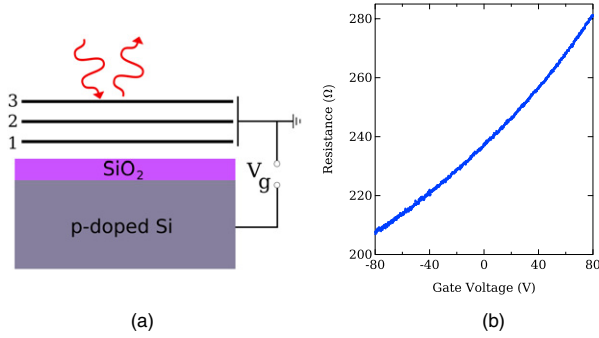 3
2
1
SiO₂
p-doped Si
V_g
(a)
280
260
240
220
200
-80
-40
0
40
80
Resistance (Ω)
Gate Voltage (V)
(b)